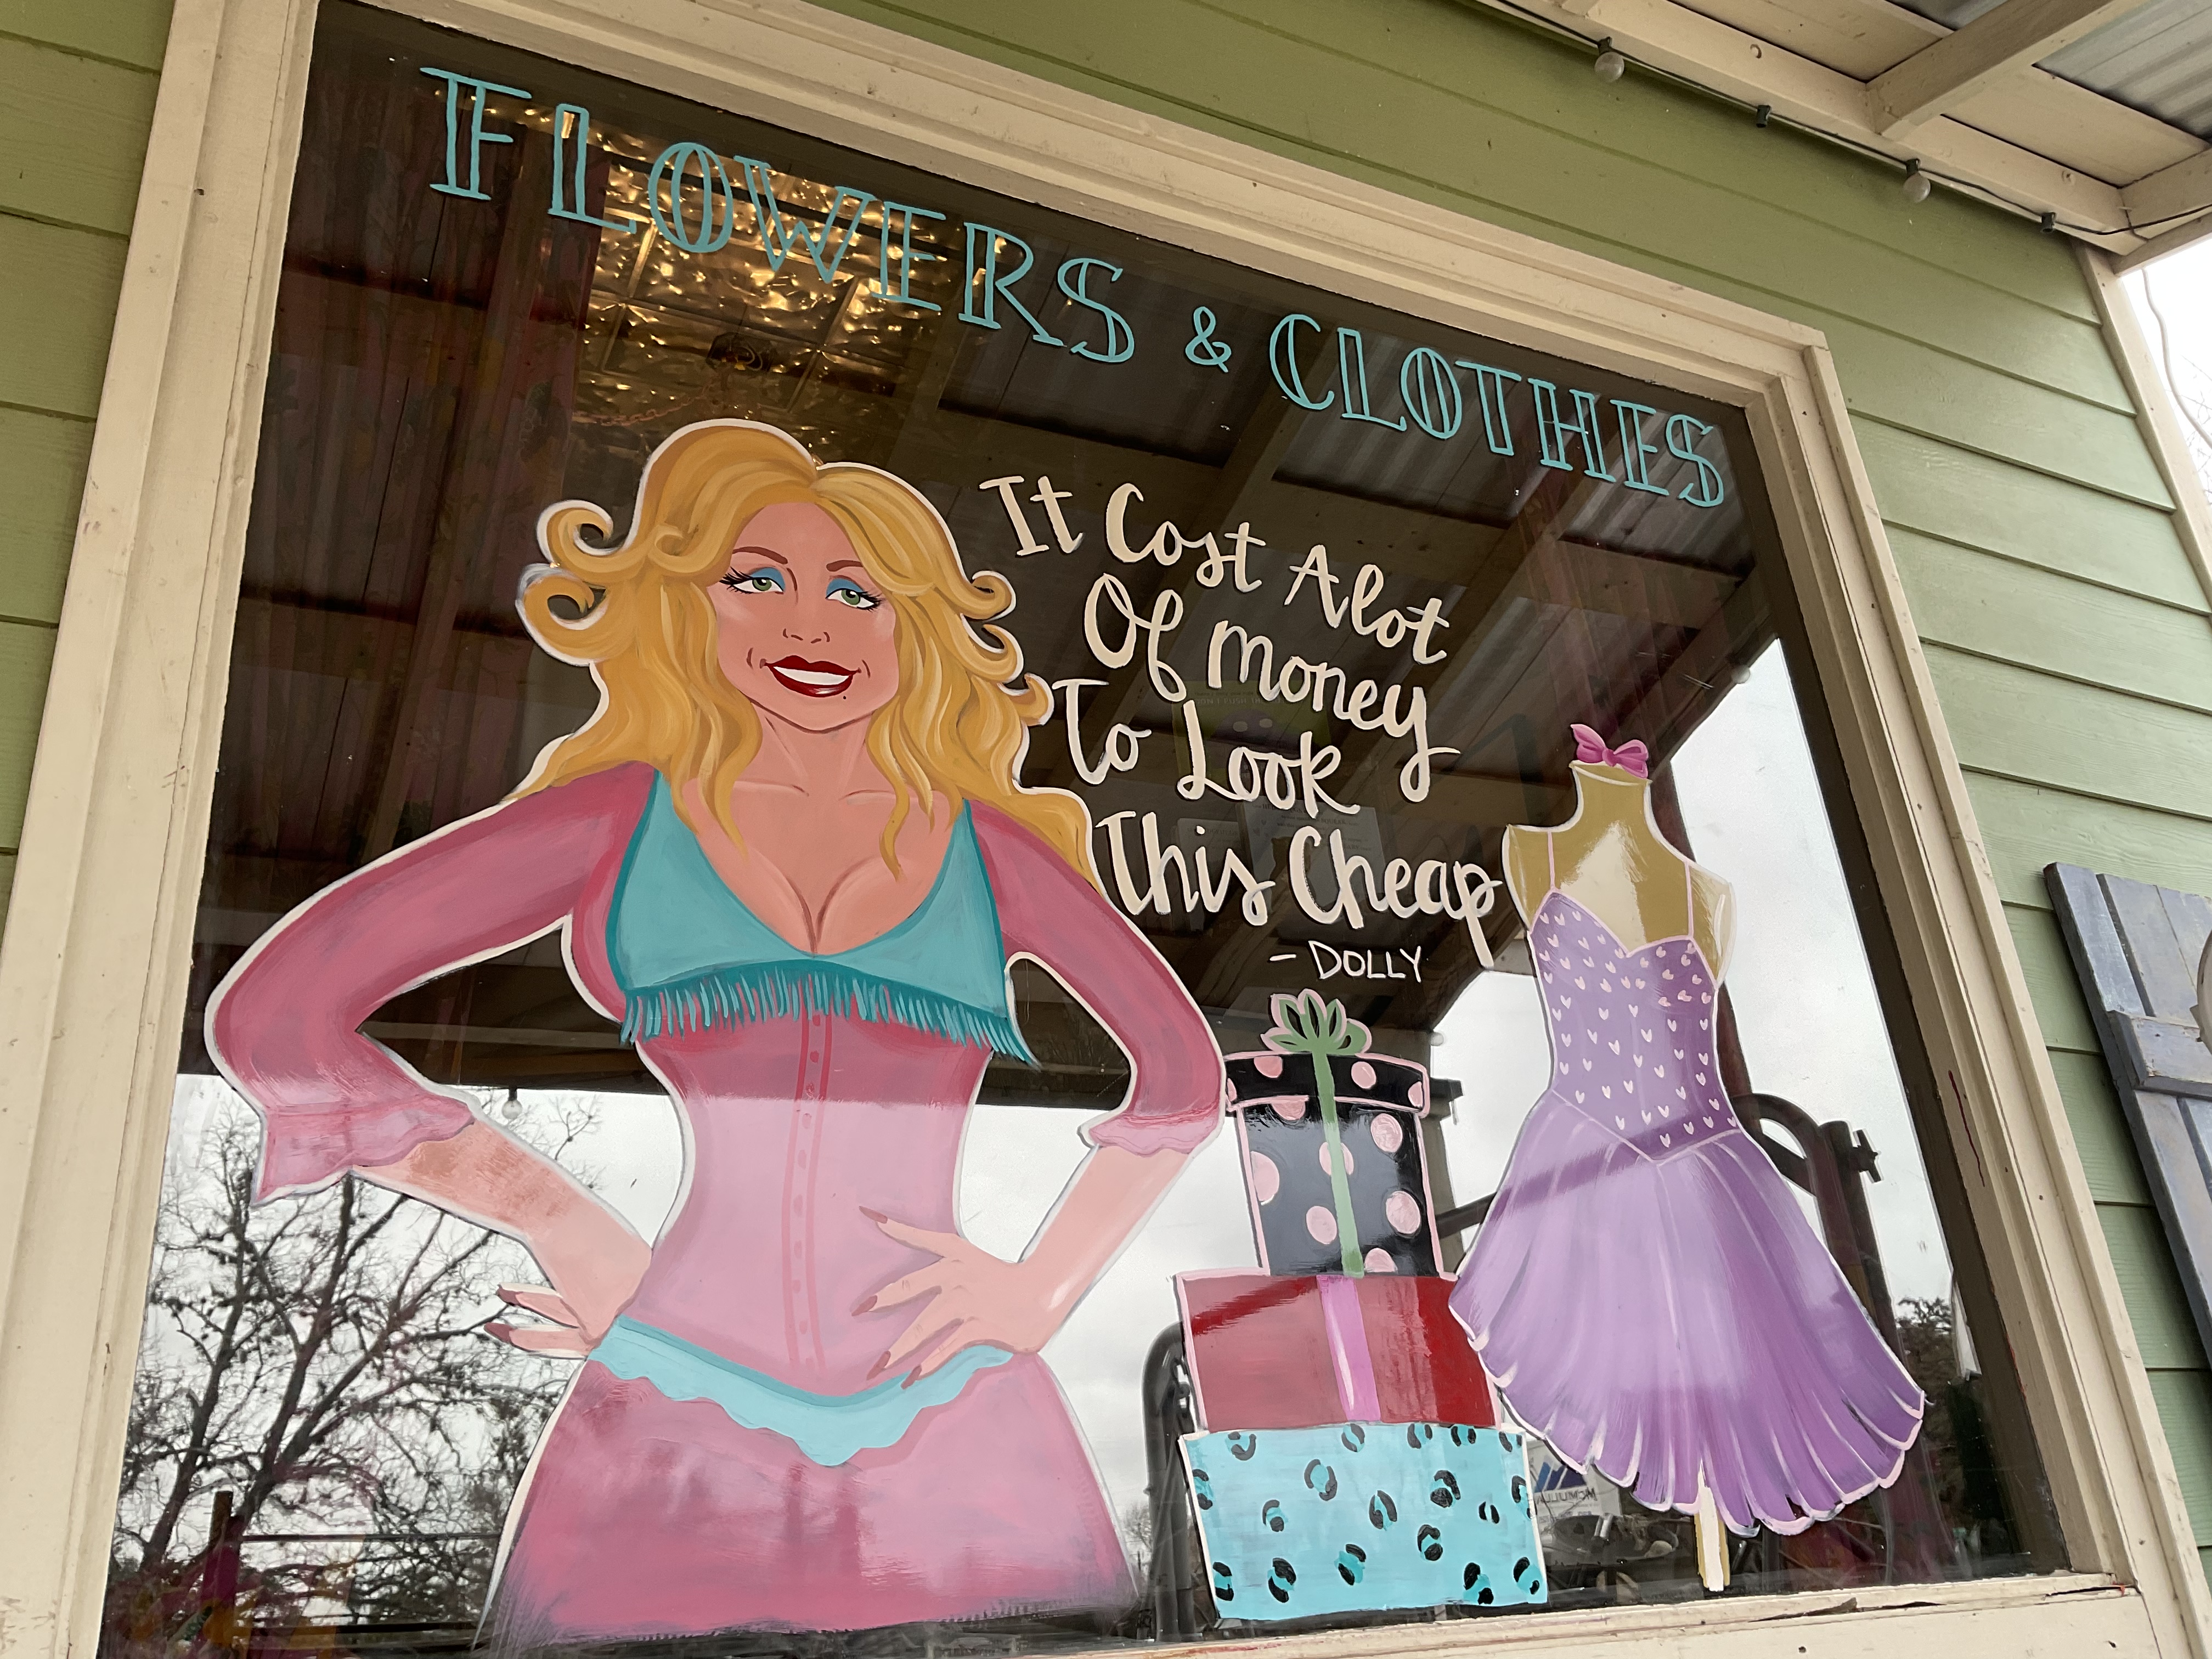 FLOWERS & CLOTHES
It Cost Alot
Of Money
To Look
This Cheap
- DOLLY